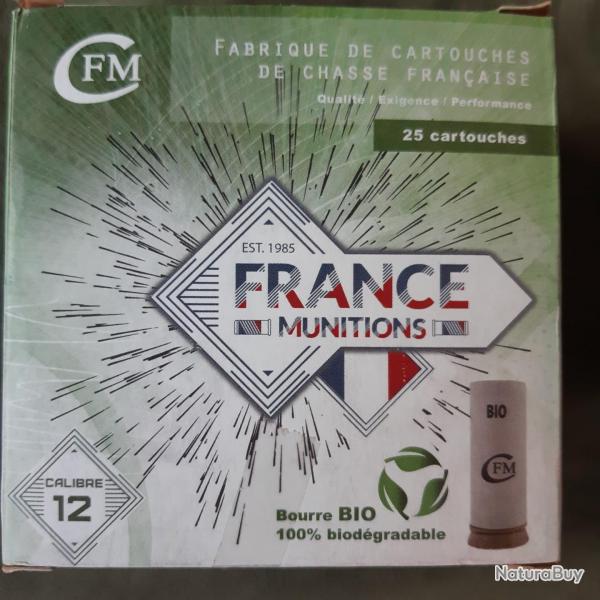 CFM
FABRIQUE DE CARTOUCHES
DE CHASSE FRANÇAISE
Qualité / Exigence / Performance
25 cartouches
EST. 1985
FRANCE
MUNITIONS
BIO
CFM
CALIBRE
12
Bourre BIO
100% biodégradable
NaturaBuy